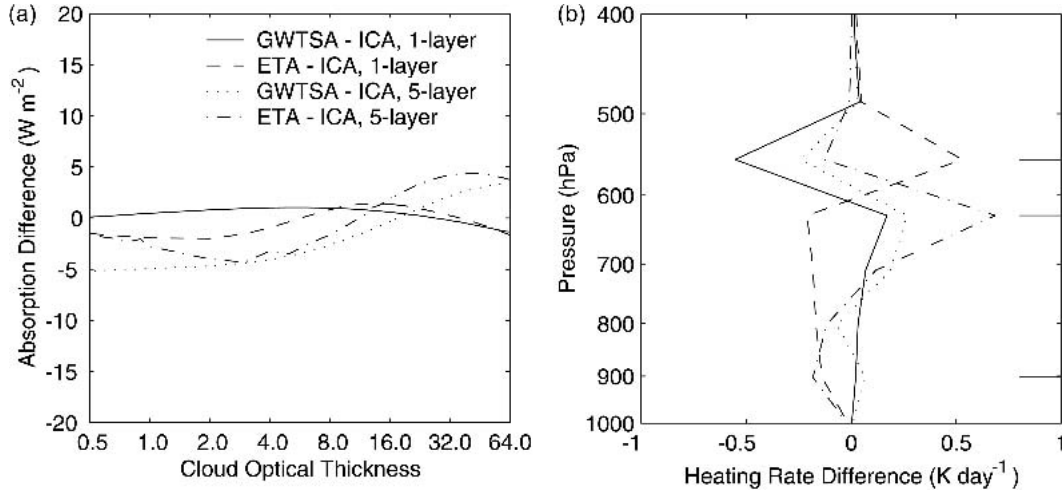 (a)
20
15
10
5
0
-5
-10
-15
-20
GWTSA - ICA, 1-layer
ETA - ICA, 1-layer
GWTSA - ICA, 5-layer
ETA - ICA, 5-layer
Absorption Difference (W m-2)
0.5 1.0 2.0 4.0 8.0 16.0 32.0 64.0
Cloud Optical Thickness
(b)
400
500
600
700
800
900
1000
Pressure (hPa)
-1 -0.5 0 0.5 1
Heating Rate Difference (K day-1)